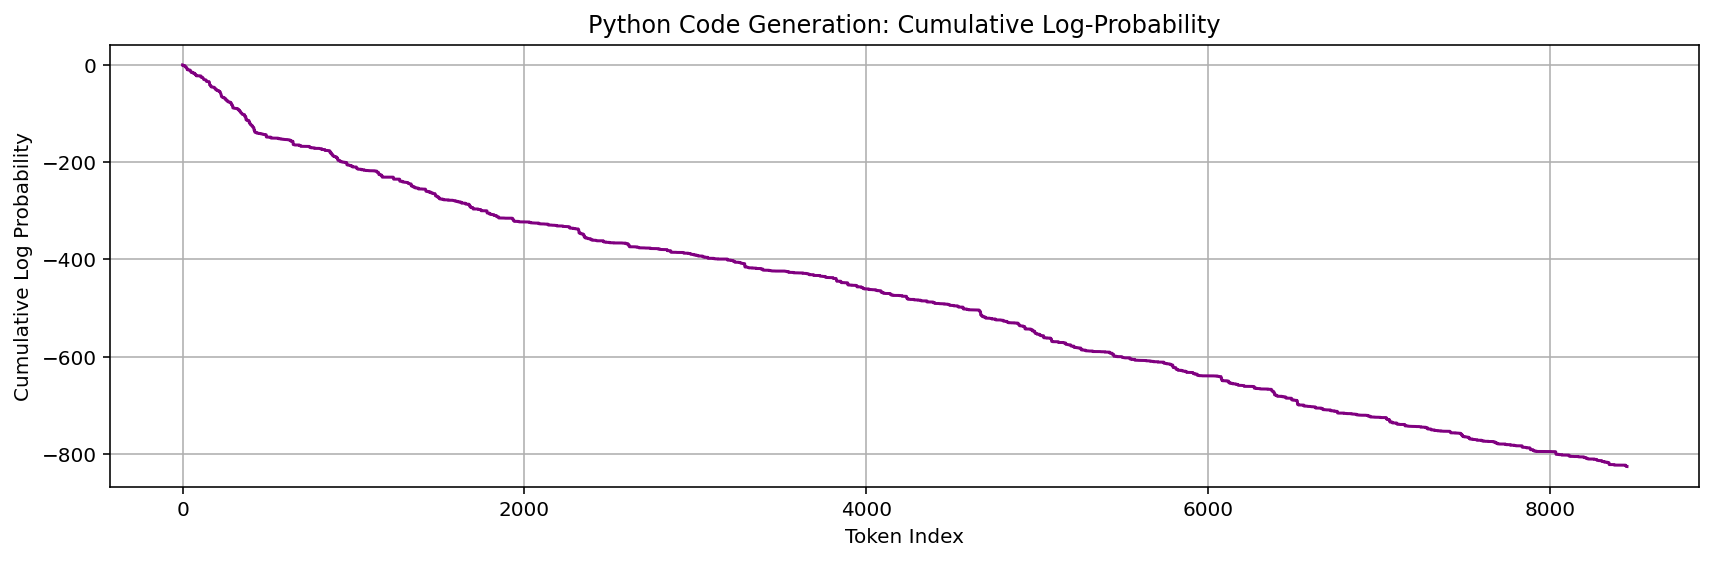 Python Code Generation: Cumulative Log-Probability
0
−200
−400
−600
−800
Cumulative Log Probability
0 2000 4000 6000 8000
Token Index